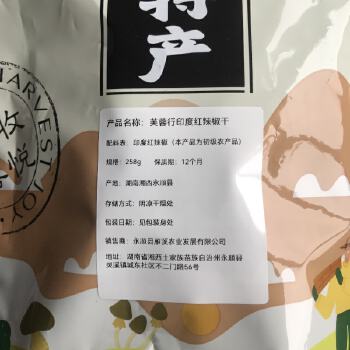 特产
HARVEST JOY
收
悦
产品名称：芙蓉行印度红辣椒干
配料表：印度红辣椒（本产品为初级农产品）
规格：258g 保质期：12个月
产地：湖南湘西永顺县
存储方式：阴凉干燥处
包装日期：见包装身处
销售商：永顺县雁溪农业发展有限公司
地址：湖南省湘西土家族苗族自治州永顺县
灵溪镇城东社区不二门路56号